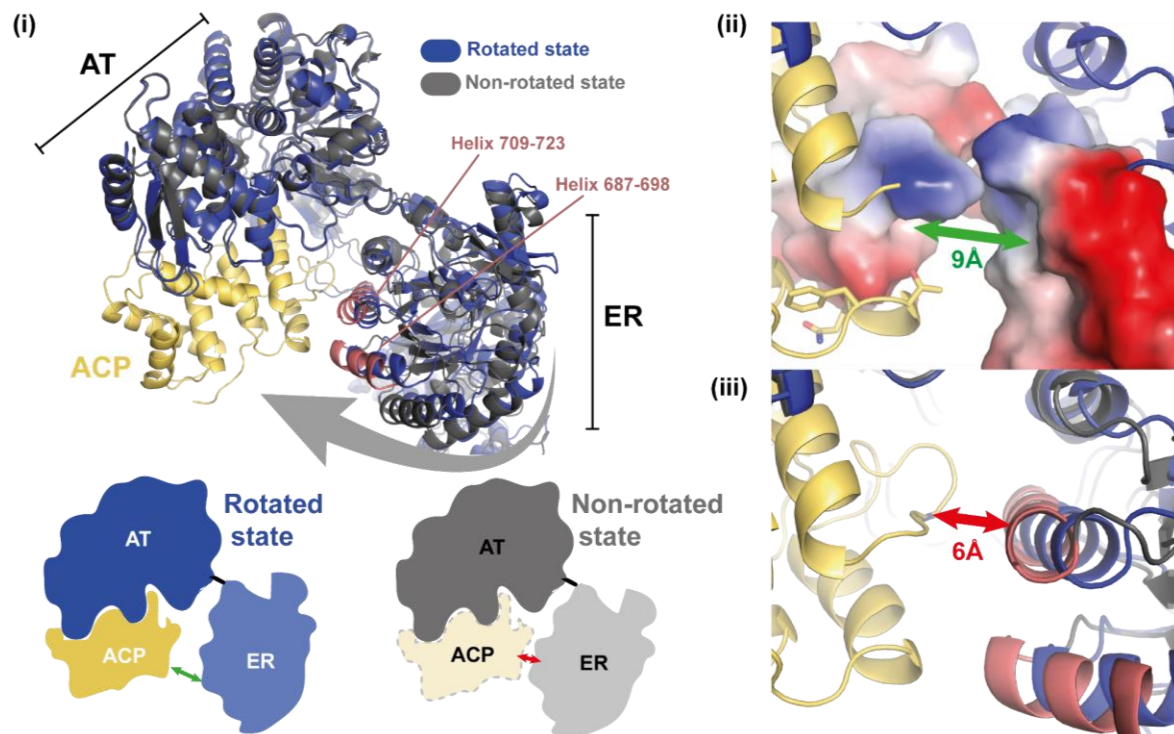 (i)
AT
Rotated state
Non-rotated state
Helix 709-723
Helix 687-698
ER
ACP
Rotated
state
AT
ACP
ER
Non-rotated
state
AT
ACP
ER
(ii)
9Å
(iii)
6Å